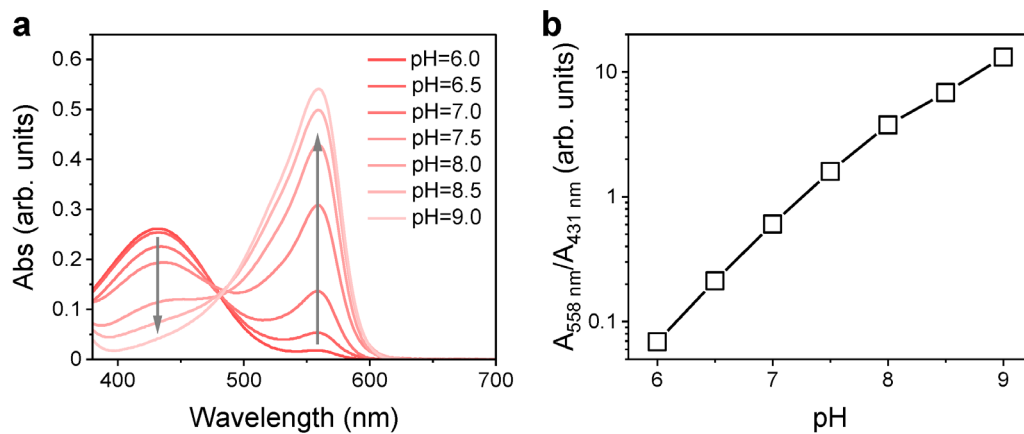 a
0.6
0.5
0.4
0.3
0.2
0.1
0
400
500
600
700
Abs (arb. units)
Wavelength (nm)
pH=6.0
pH=6.5
pH=7.0
pH=7.5
pH=8.0
pH=8.5
pH=9.0
b
10
1
0.1
6
7
8
9
A558 nm/A431 nm (arb. units)
pH